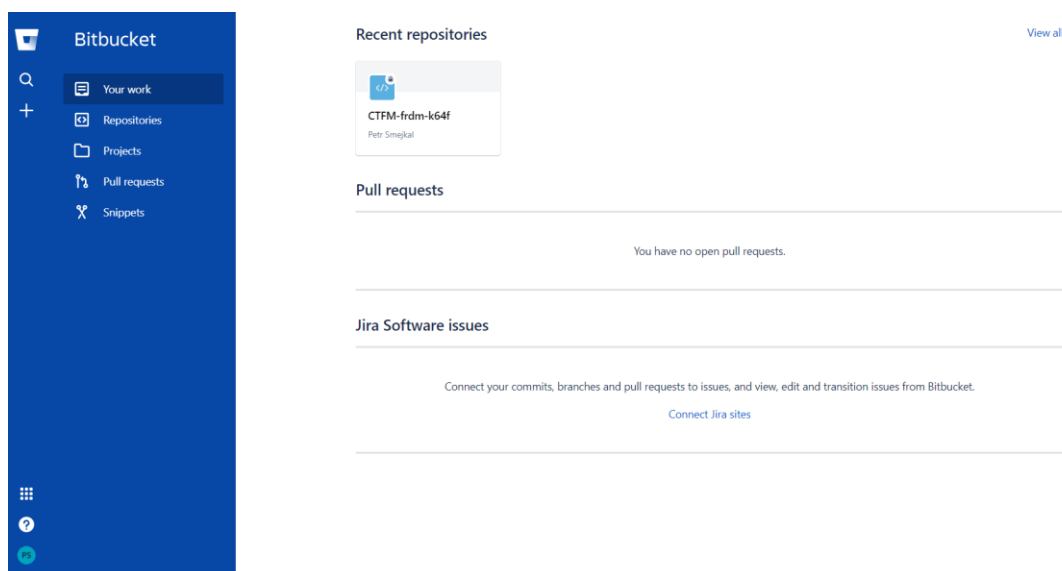 Bitbucket
Your work
Repositories
Projects
Pull requests
Snippets
PS
Recent repositories
View all
CTFM-frdm-k64f
Petr Smejkal
Pull requests
You have no open pull requests.
Jira Software issues
Connect your commits, branches and pull requests to issues, and view, edit and transition issues from Bitbucket.
Connect Jira sites